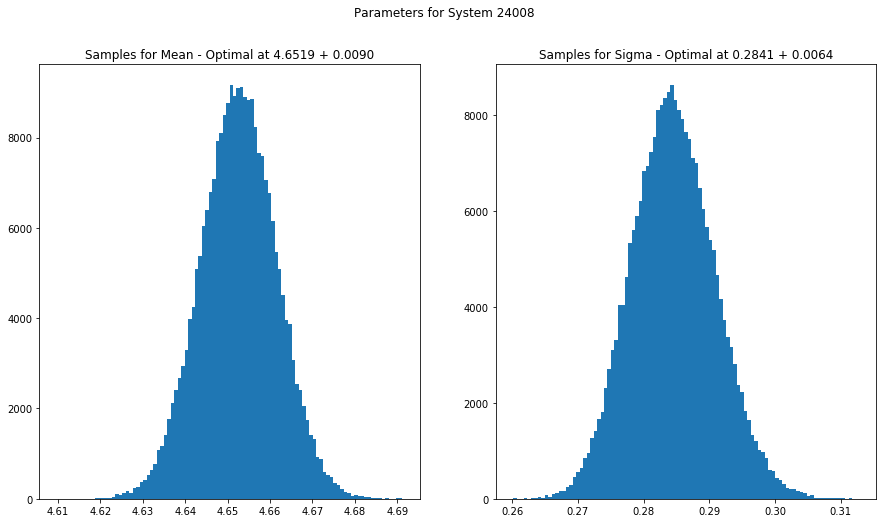 Parameters for System 24008
Samples for Mean - Optimal at 4.6519 + 0.0090
Samples for Sigma - Optimal at 0.2841 + 0.0064
8000
6000
4000
2000
0
4.61 4.62 4.63 4.64 4.65 4.66 4.67 4.68 4.69
8000
6000
4000
2000
0
0.26 0.27 0.28 0.29 0.30 0.31